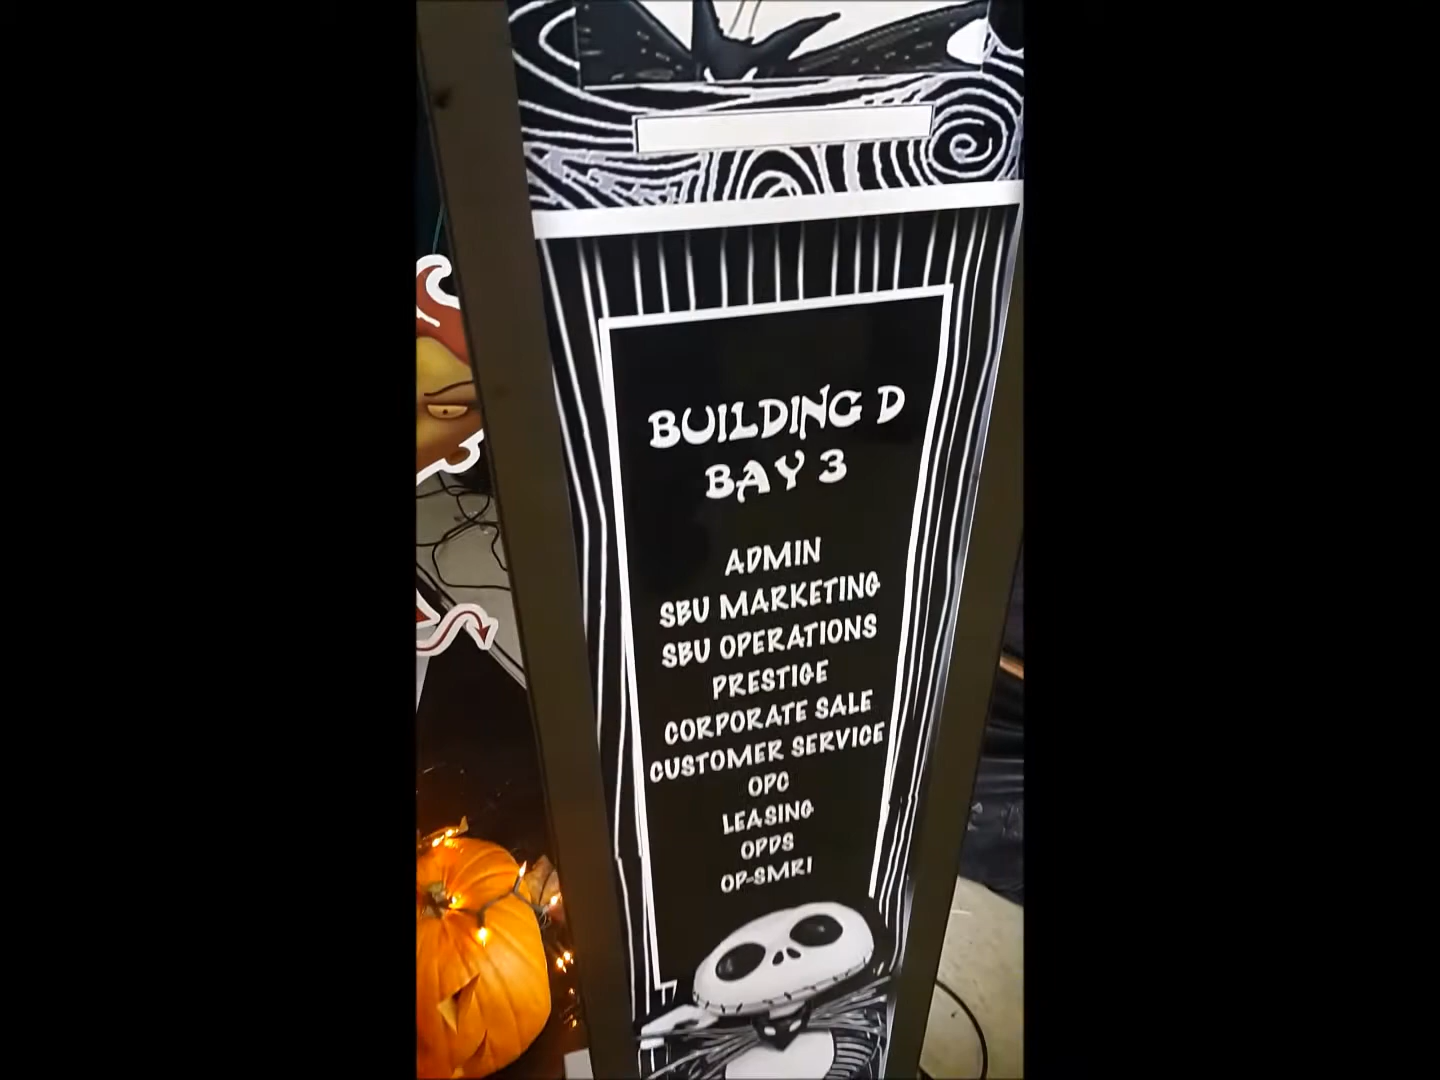 BUILDING D
BAY 3
ADMIN
SBU MARKETING
SBU OPERATIONS
PRESTIGE
CORPORATE SALE
CUSTOMER SERVICE
OPC
LEASING
OPDS
OP-SMRI